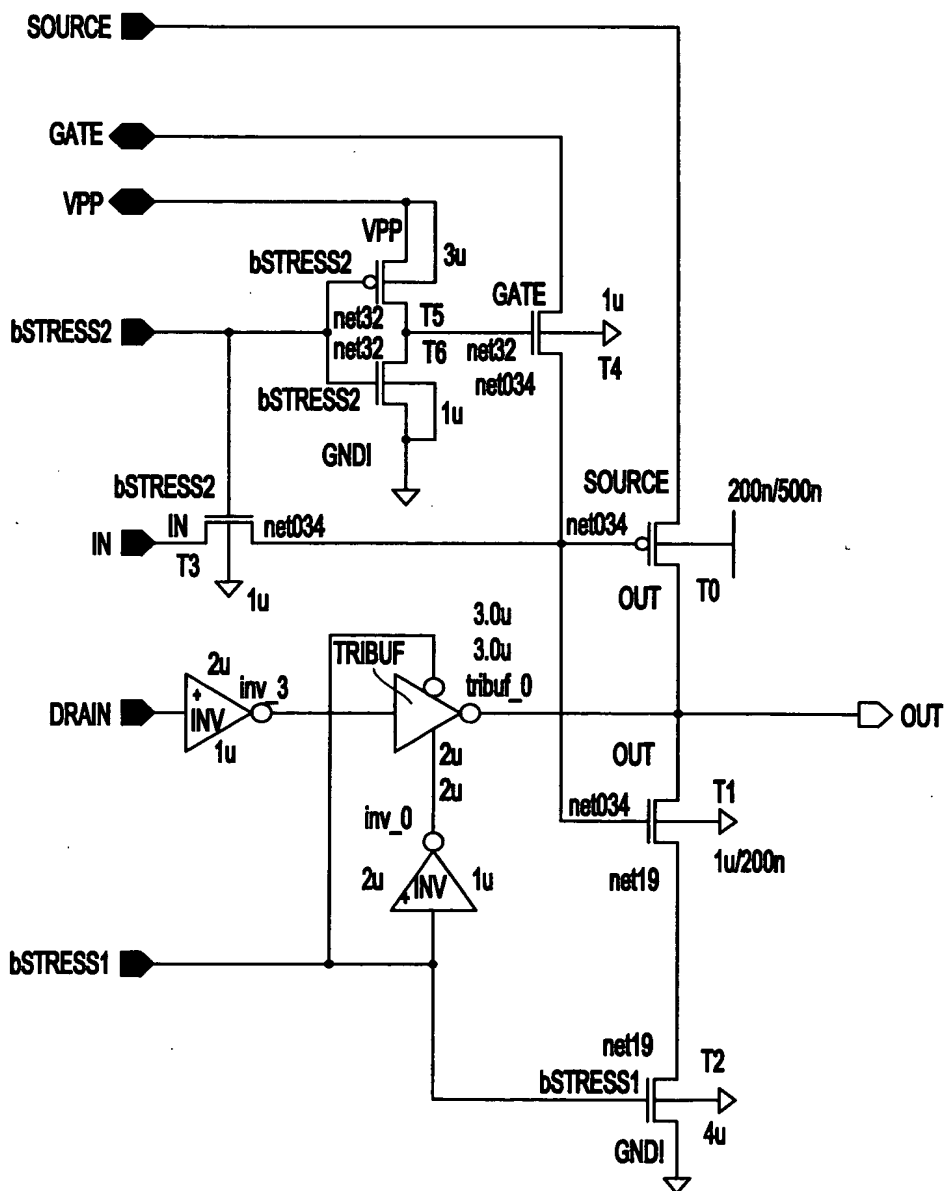 SOURCE
GATE
VPP
VPP
bSTRESS2
3u
GATE
1u
bSTRESS2
net32
T5
net32
T6
net32
T4
net034
bSTRESS2
1u
GND!
SOURCE
200n/500n
bSTRESS2
IN
IN
net034
net034
T3
1u
OUT
T0
3.0u
3.0u
TRIBUF
tribuf_0
2u
inv_3
DRAIN
+
INV
1u
OUT
2u
OUT
2u
T1
net034
inv_0
1u/200n
2u
+
INV
1u
net19
bSTRESS1
net19
T2
bSTRESS1
4u
GND!